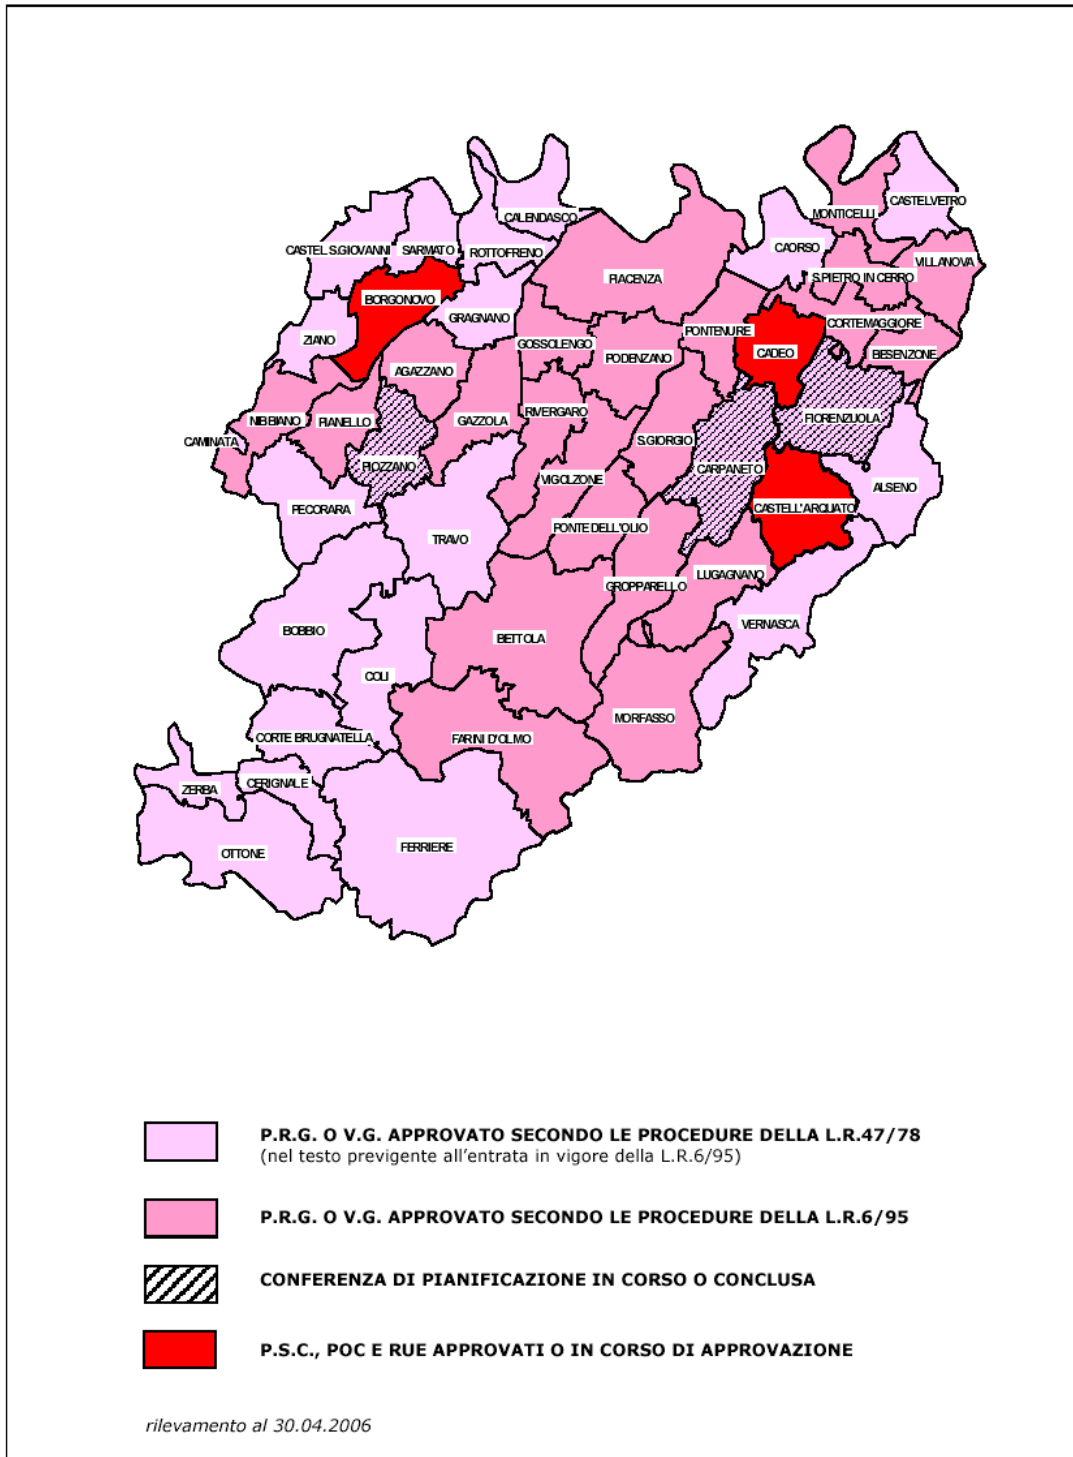 CASTELVETRO
MONTICELLI
CALENDASCO
CASTEL S.GIOVANNI
SARMATO
ROTTOFRENO
CAORSO
VILLANOVA
S.PIETRO IN CERRO
PIACENZA
BORGONOVO
GRAGNANO
ZIANO
PONTENURE
CORTEMAGGIORE
GOSSOLENGO
PODENZANO
CADEO
BESENZONE
AGAZZANO
NIBBIANO
PIANELLO
GAZZOLA
RIVERGARO
FIORENZUOLA
CAMINATA
S.GIORGIO
PIOZZANO
CARPANETO
VIGOLZONE
ALSENO
PECORARA
CASTELL'ARQUATO
TRAVO
PONTE DELL'OLIO
LUGAGNANO
GROPPARELLO
VERNASCA
BOBBIO
BETTOLA
COLI
MORFASSO
CORTE BRUGNATELLA
FARINI D'OLMO
CERIGNALE
ZERBA
FERRIERE
OTTONE
P.R.G. O V.G. APPROVATO SECONDO LE PROCEDURE DELLA L.R.47/78
(nel testo previgente all'entrata in vigore della L.R.6/95)
P.R.G. O V.G. APPROVATO SECONDO LE PROCEDURE DELLA L.R.6/95
CONFERENZA DI PIANIFICAZIONE IN CORSO O CONCLUSA
P.S.C., POC E RUE APPROVATI O IN CORSO DI APPROVAZIONE
rilevamento al 30.04.2006